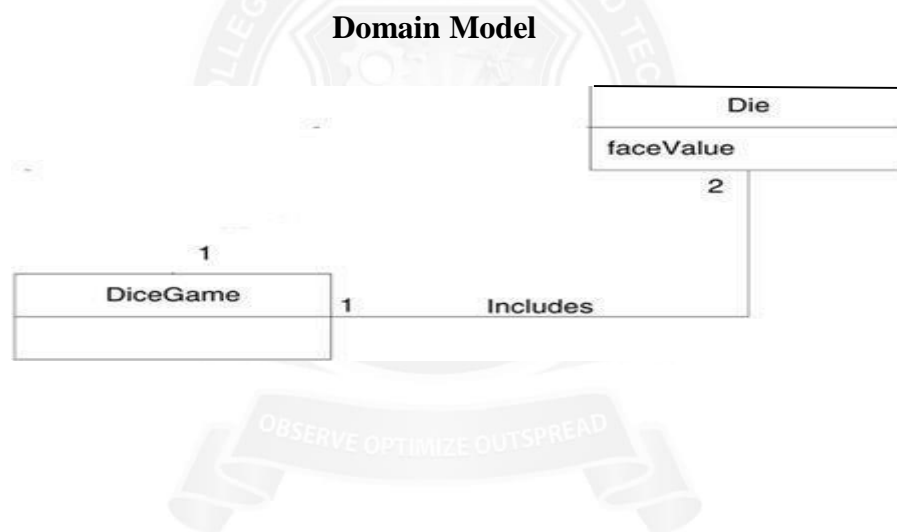 Domain Model
Die
faceValue
2
1
DiceGame
1 Includes
OBSERVE OPTIMIZE OUTSPREAD